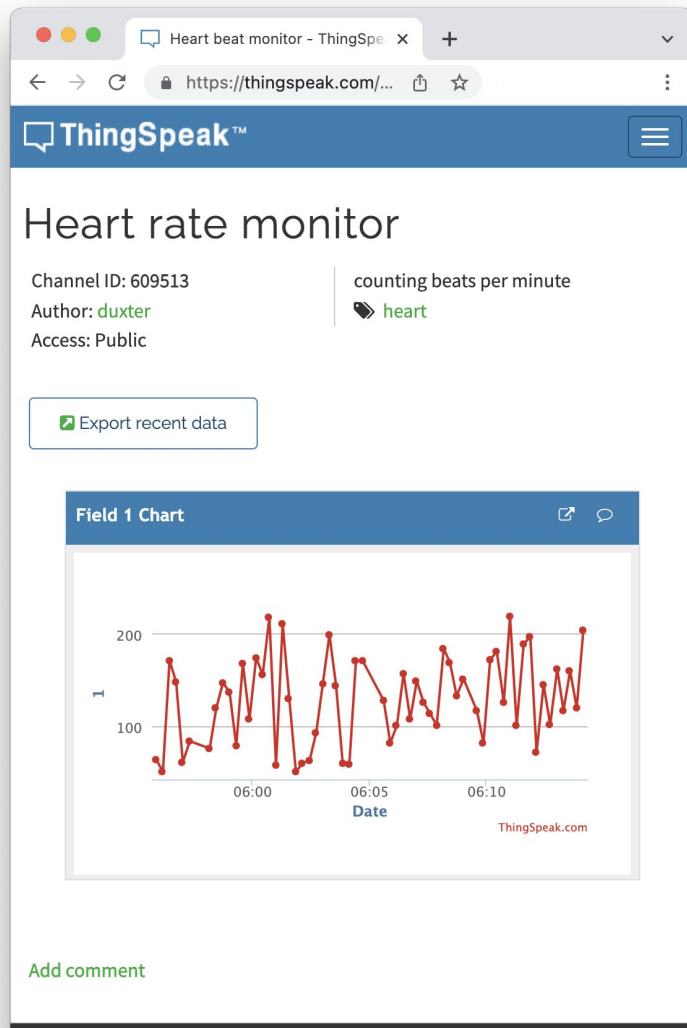 Heart beat monitor - ThingSpe
https://thingspeak.com/...
ThingSpeak™
Heart rate monitor
Channel ID: 609513
Author: duxter
Access: Public
counting beats per minute
heart
Export recent data
Field 1 Chart
200
100
1
06:00
06:05
06:10
Date
ThingSpeak.com
Add comment